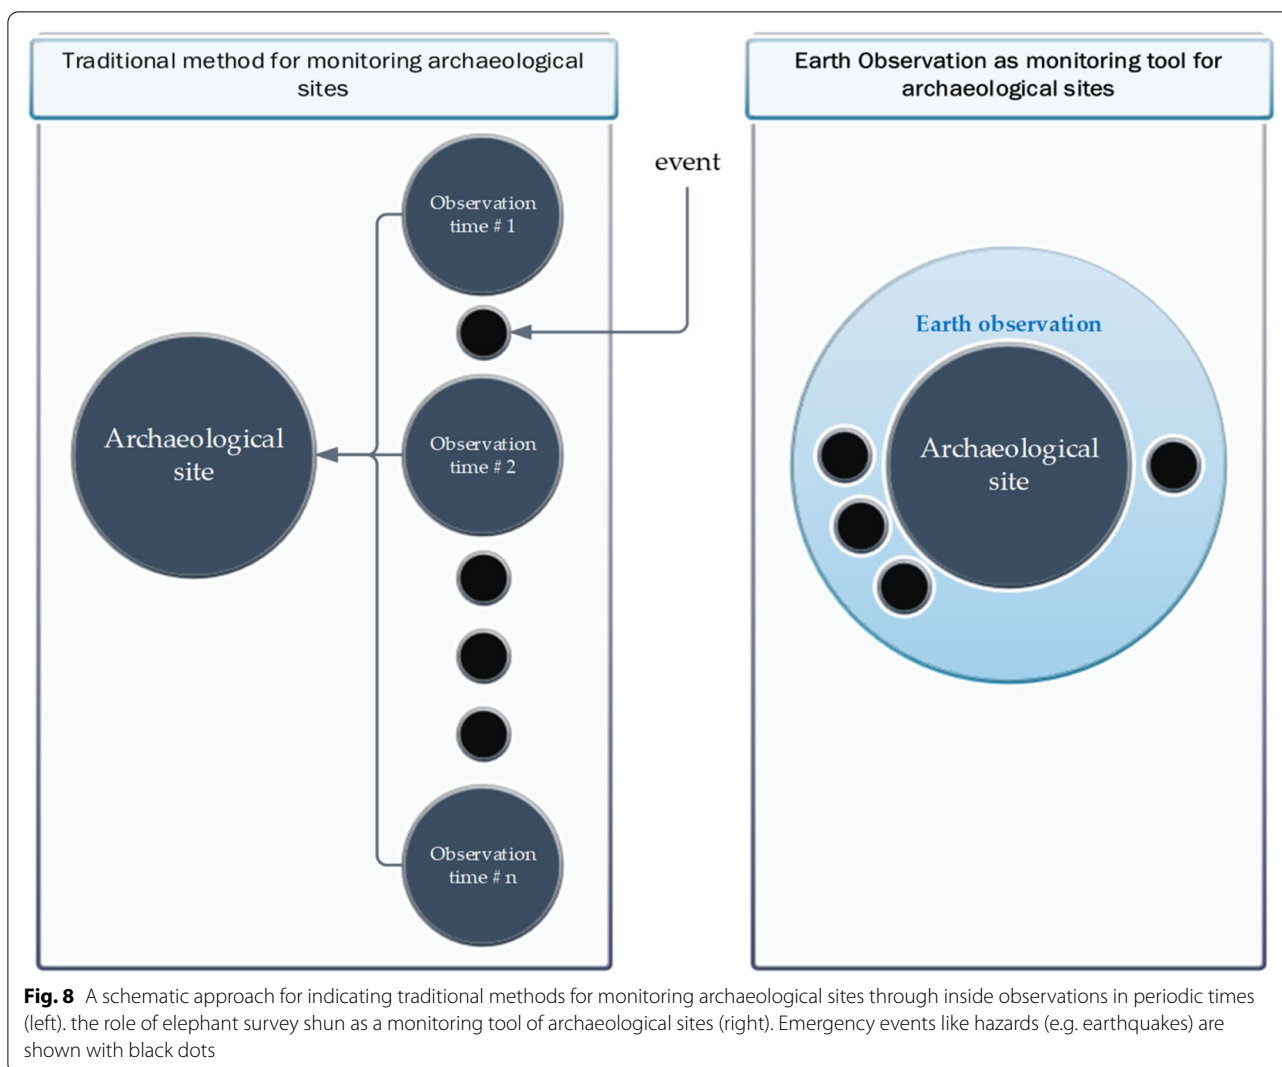 Traditional method for monitoring archaeological
sites
Earth Observation as monitoring tool for
archaeological sites
event
Observation
time # 1
Observation
time # 2
Observation
time # n
Archaeological
site
Earth observation
Archaeological
site
Fig. 8 A schematic approach for indicating traditional methods for monitoring archaeological sites through inside observations in periodic times
(left). the role of elephant survey shun as a monitoring tool of archaeological sites (right). Emergency events like hazards (e.g. earthquakes) are
shown with black dots